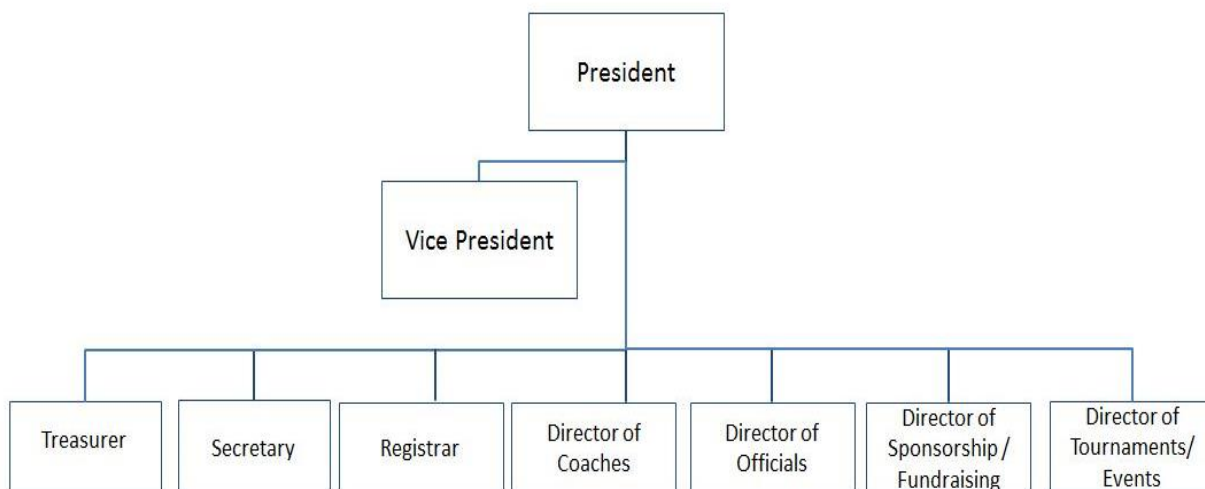 President
Vice President
Treasurer
Secretary
Registrar
Director of
Coaches
Director of
Officials
Director of
Sponsorship /
Fundraising
Director of
Tournaments/
Events